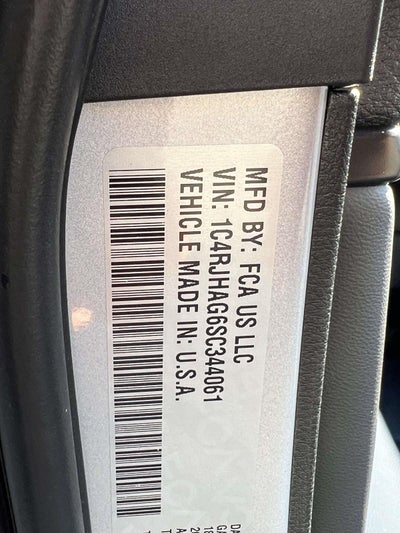 MFD BY: FCA US LLC
VIN: 1C4RJHAG6SC344061
VEHICLE MADE IN: U.S.A.